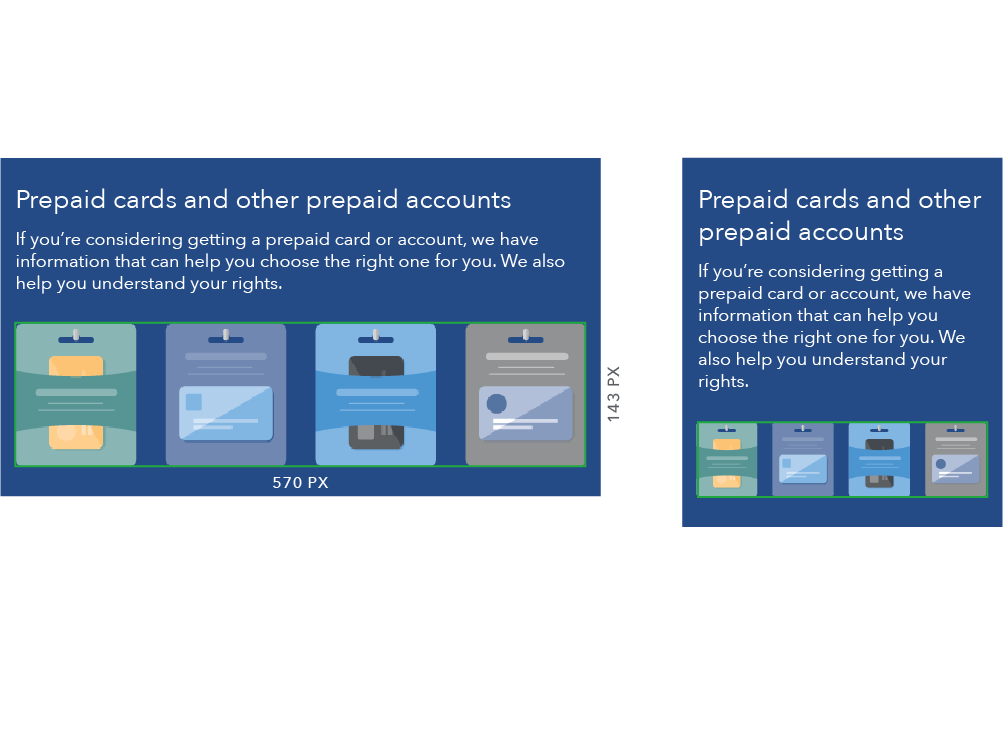 Prepaid cards and other prepaid accounts
If you’re considering getting a prepaid card or account, we have
information that can help you choose the right one for you. We also
help you understand your rights.
143 PX
570 PX
Prepaid cards and other
prepaid accounts
If you’re considering getting a
prepaid card or account, we have
information that can help you
choose the right one for you. We
also help you understand your
rights.